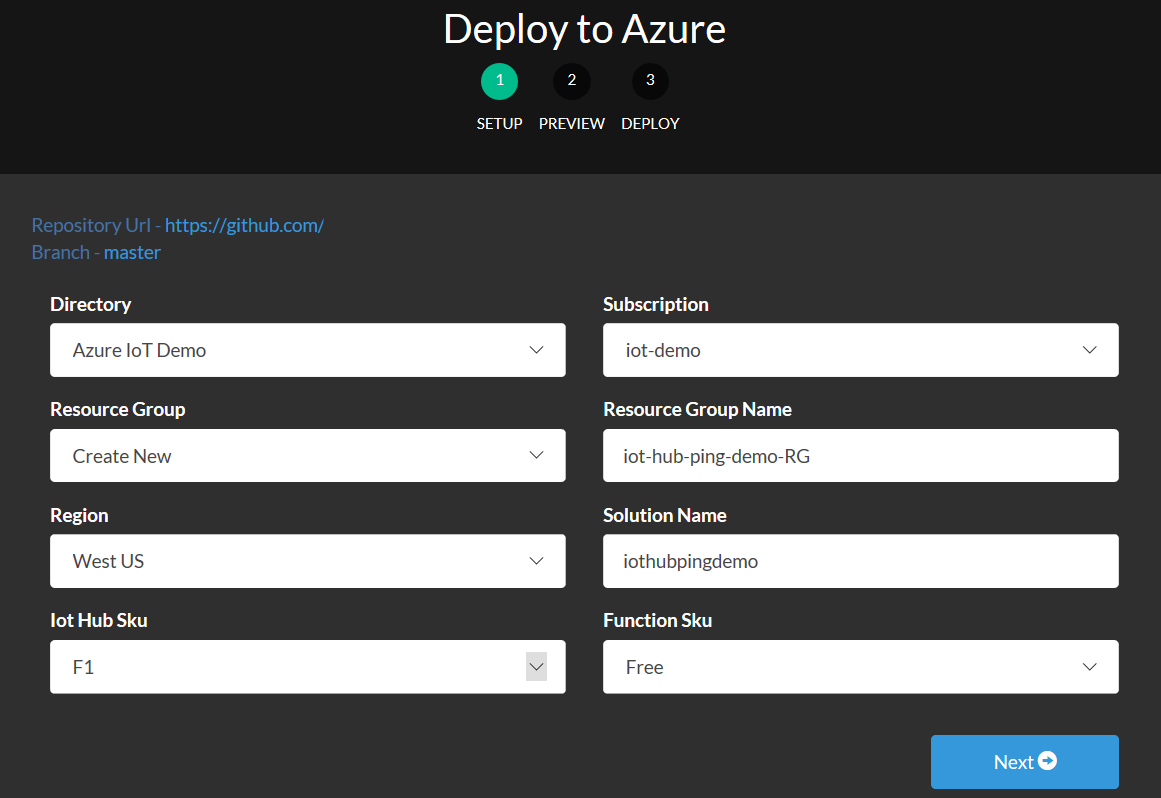 Deploy to Azure
1 2 3
SETUP PREVIEW DEPLOY
Repository Url - https://github.com/
Branch - master
Directory Subscription
Azure IoT Demo iot-demo
Resource Group Resource Group Name
Create New iot-hub-ping-demo-RG
Region Solution Name
West US iothubpingdemo
Iot Hub Sku Function Sku
F1 Free
Next